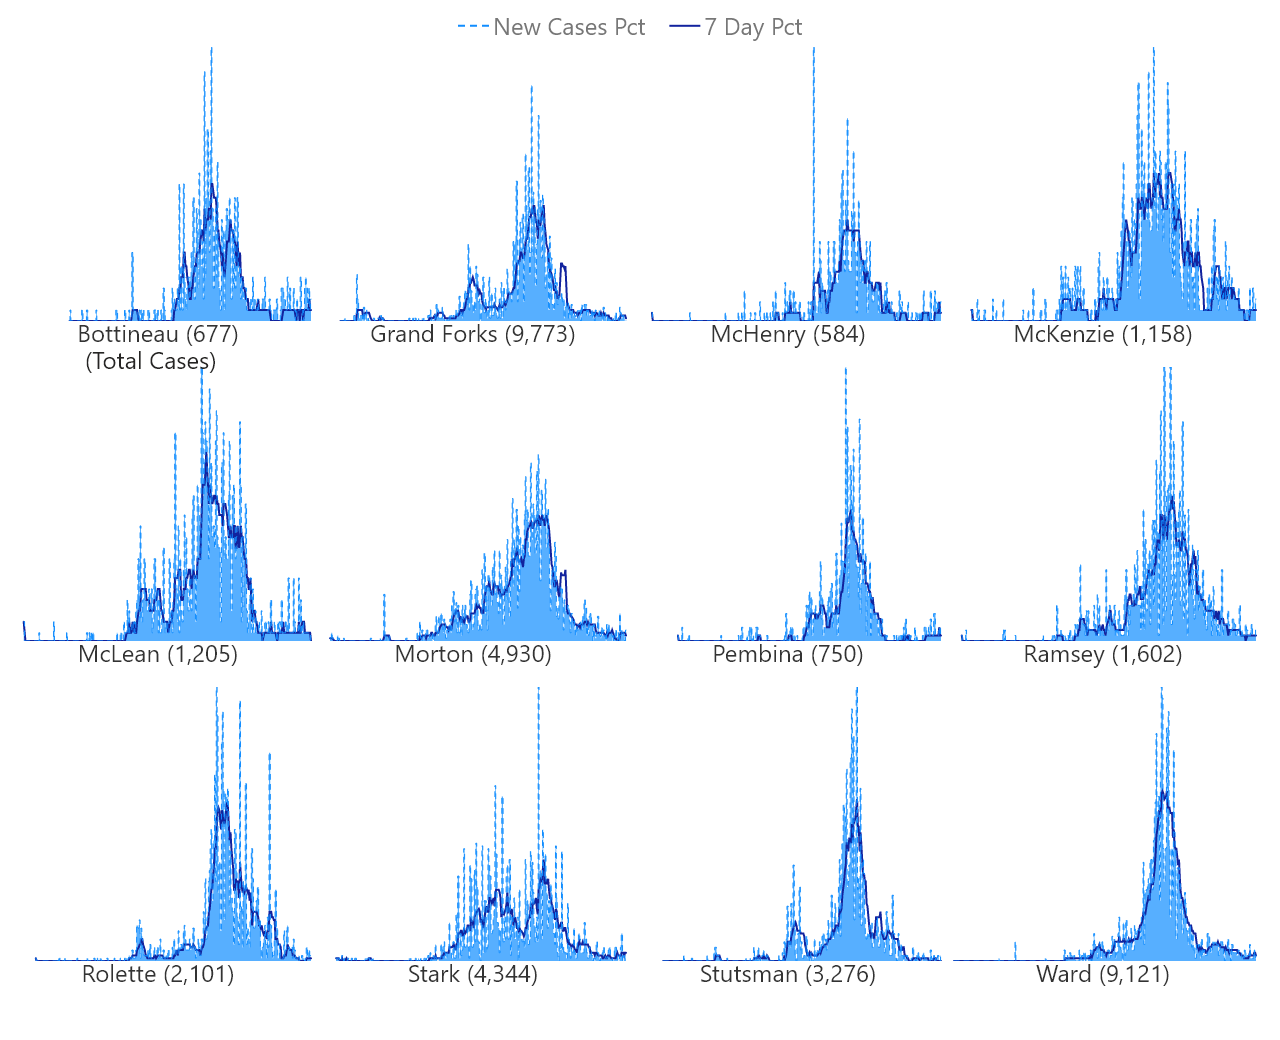 New Cases Pct 7 Day Pct
Bottineau (677) Grand Forks (9,773) McHenry (584) McKenzie (1,158)
(Total Cases)
McLean (1,205) Morton (4,930) Pembina (750) Ramsey (1,602)
Rolette (2,101) Stark (4,344) Stutsman (3,276) Ward (9,121)